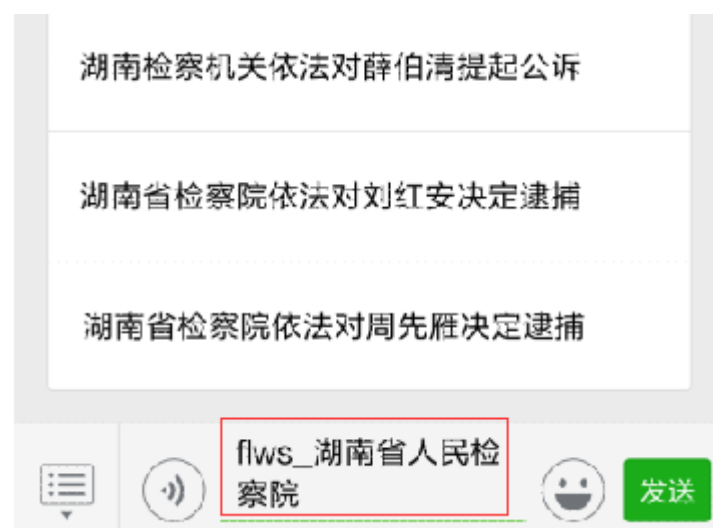 湖南检察机关依法对薛伯清提起公诉
湖南省检察院依法对刘红安决定逮捕
湖南省检察院依法对周先雁决定逮捕
flws_湖南省人民检
察院
发送